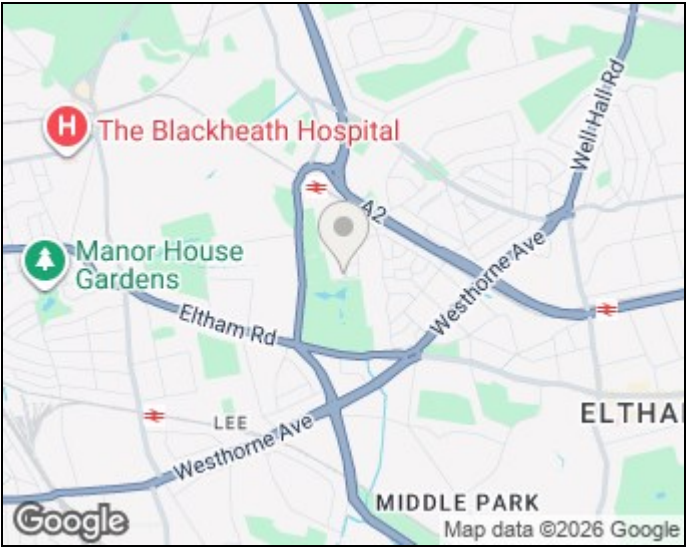 Well Hall Rd
H
The Blackheath Hospital
A2
Manor House
Gardens
Westhorne Ave
Eltham Rd
ELTHA
LEE
Westhorne Ave
MIDDLE PARK
Google
Map data ©2026 Google